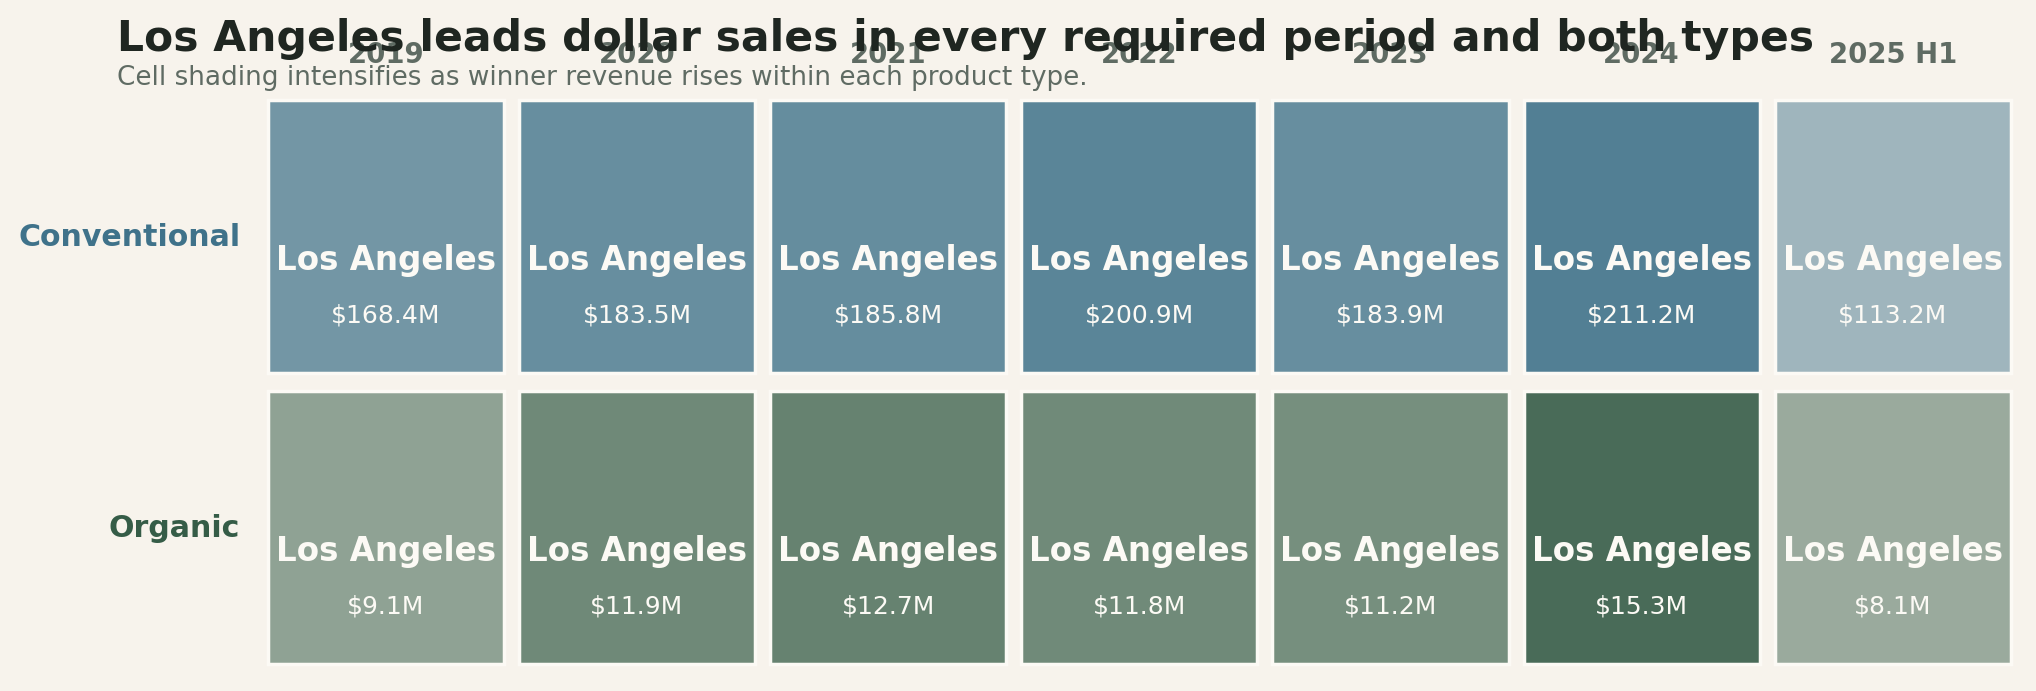 Los Angeles leads dollar sales in every required period and both types
2019 2020 2021 2022 2023 2024 2025 H1
Cell shading intensifies as winner revenue rises within each product type.
Conventional
Los Angeles Los Angeles Los Angeles Los Angeles Los Angeles Los Angeles Los Angeles
$168.4M $183.5M $185.8M $200.9M $183.9M $211.2M $113.2M
Organic
Los Angeles Los Angeles Los Angeles Los Angeles Los Angeles Los Angeles Los Angeles
$9.1M $11.9M $12.7M $11.8M $11.2M $15.3M $8.1M